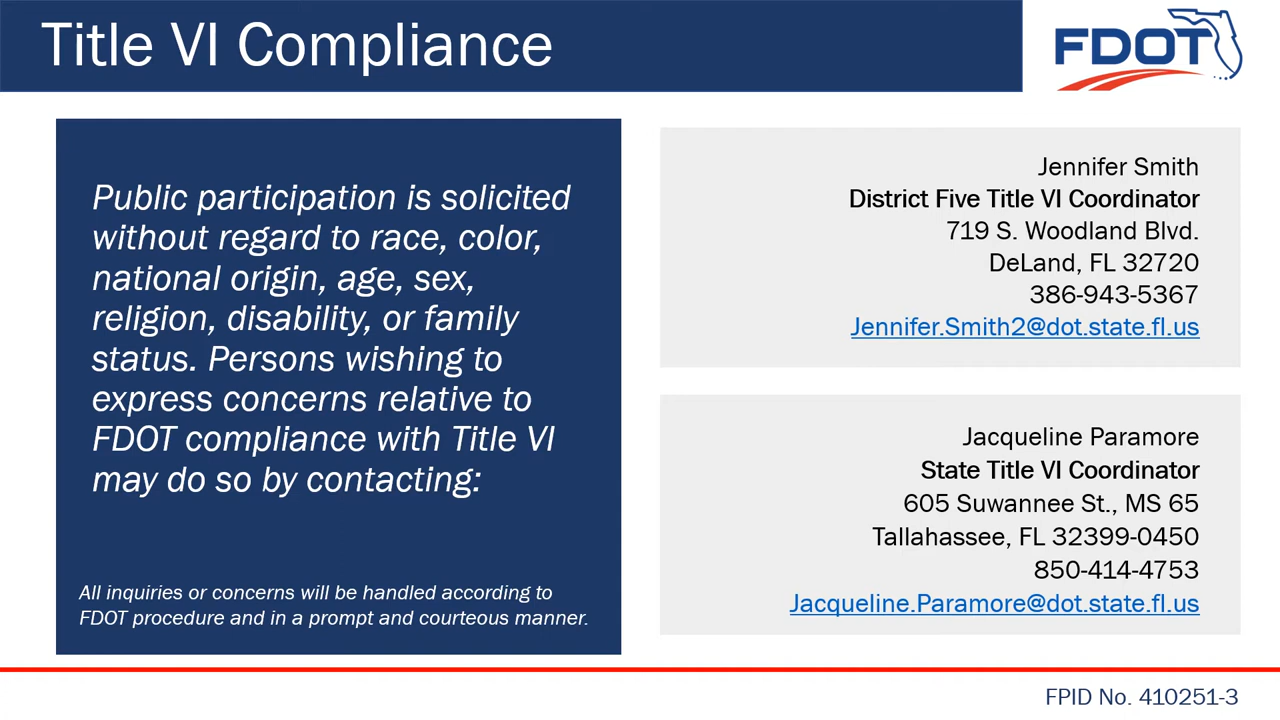 Title VI Compliance
FDOT
Public participation is solicited
without regard to race, color,
national origin, age, sex,
religion, disability, or family
status. Persons wishing to
express concerns relative to
FDOT compliance with Title VI
may do so by contacting:
All inquiries or concerns will be handled according to
FDOT procedure and in a prompt and courteous manner.
Jennifer Smith
District Five Title VI Coordinator
719 S. Woodland Blvd.
DeLand, FL 32720
386-943-5367
Jennifer.Smith2@dot.state.fl.us
Jacqueline Paramore
State Title VI Coordinator
605 Suwannee St., MS 65
Tallahassee, FL 32399-0450
850-414-4753
Jacqueline.Paramore@dot.state.fl.us
FPID No. 410251-3